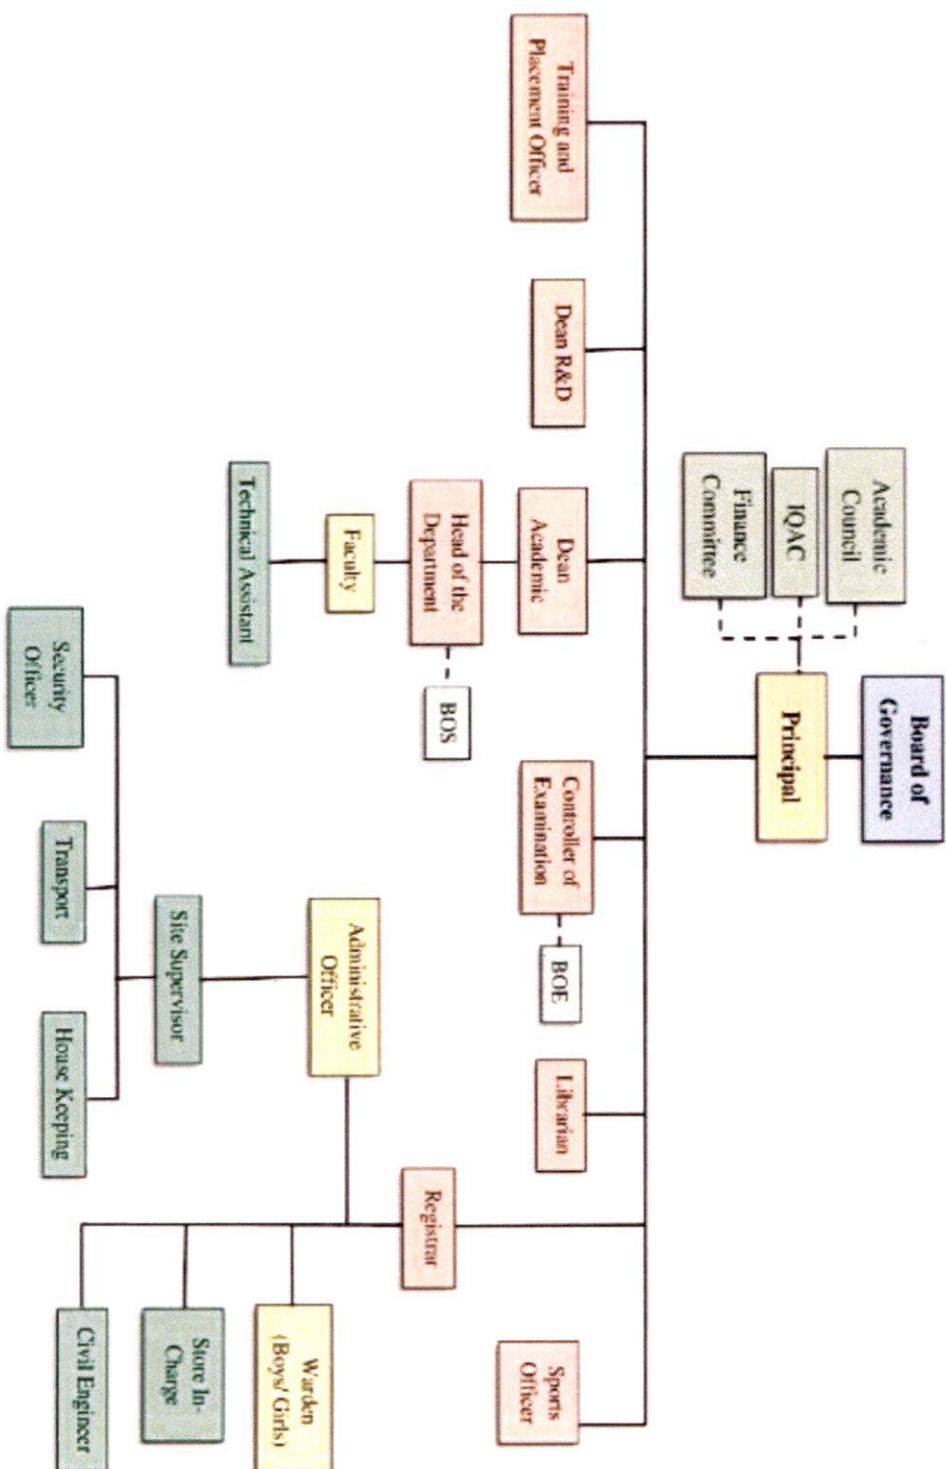 Board of
Governance
Principal
Academic
Council
IQAC
Finance
Committee
Training and
Placement Officer
Dean R&D
Dean
Academic
Controller of
Examination
BOE
Librarian
Registrar
Sports
Officer
Head of the
Department
BOS
Faculty
Technical Assistant
Administrative
Officer
Warden
(Boys/ Girls)
Store In-
Charge
Civil Engineer
Site Supervisor
Security
Officer
Transport
House Keeping